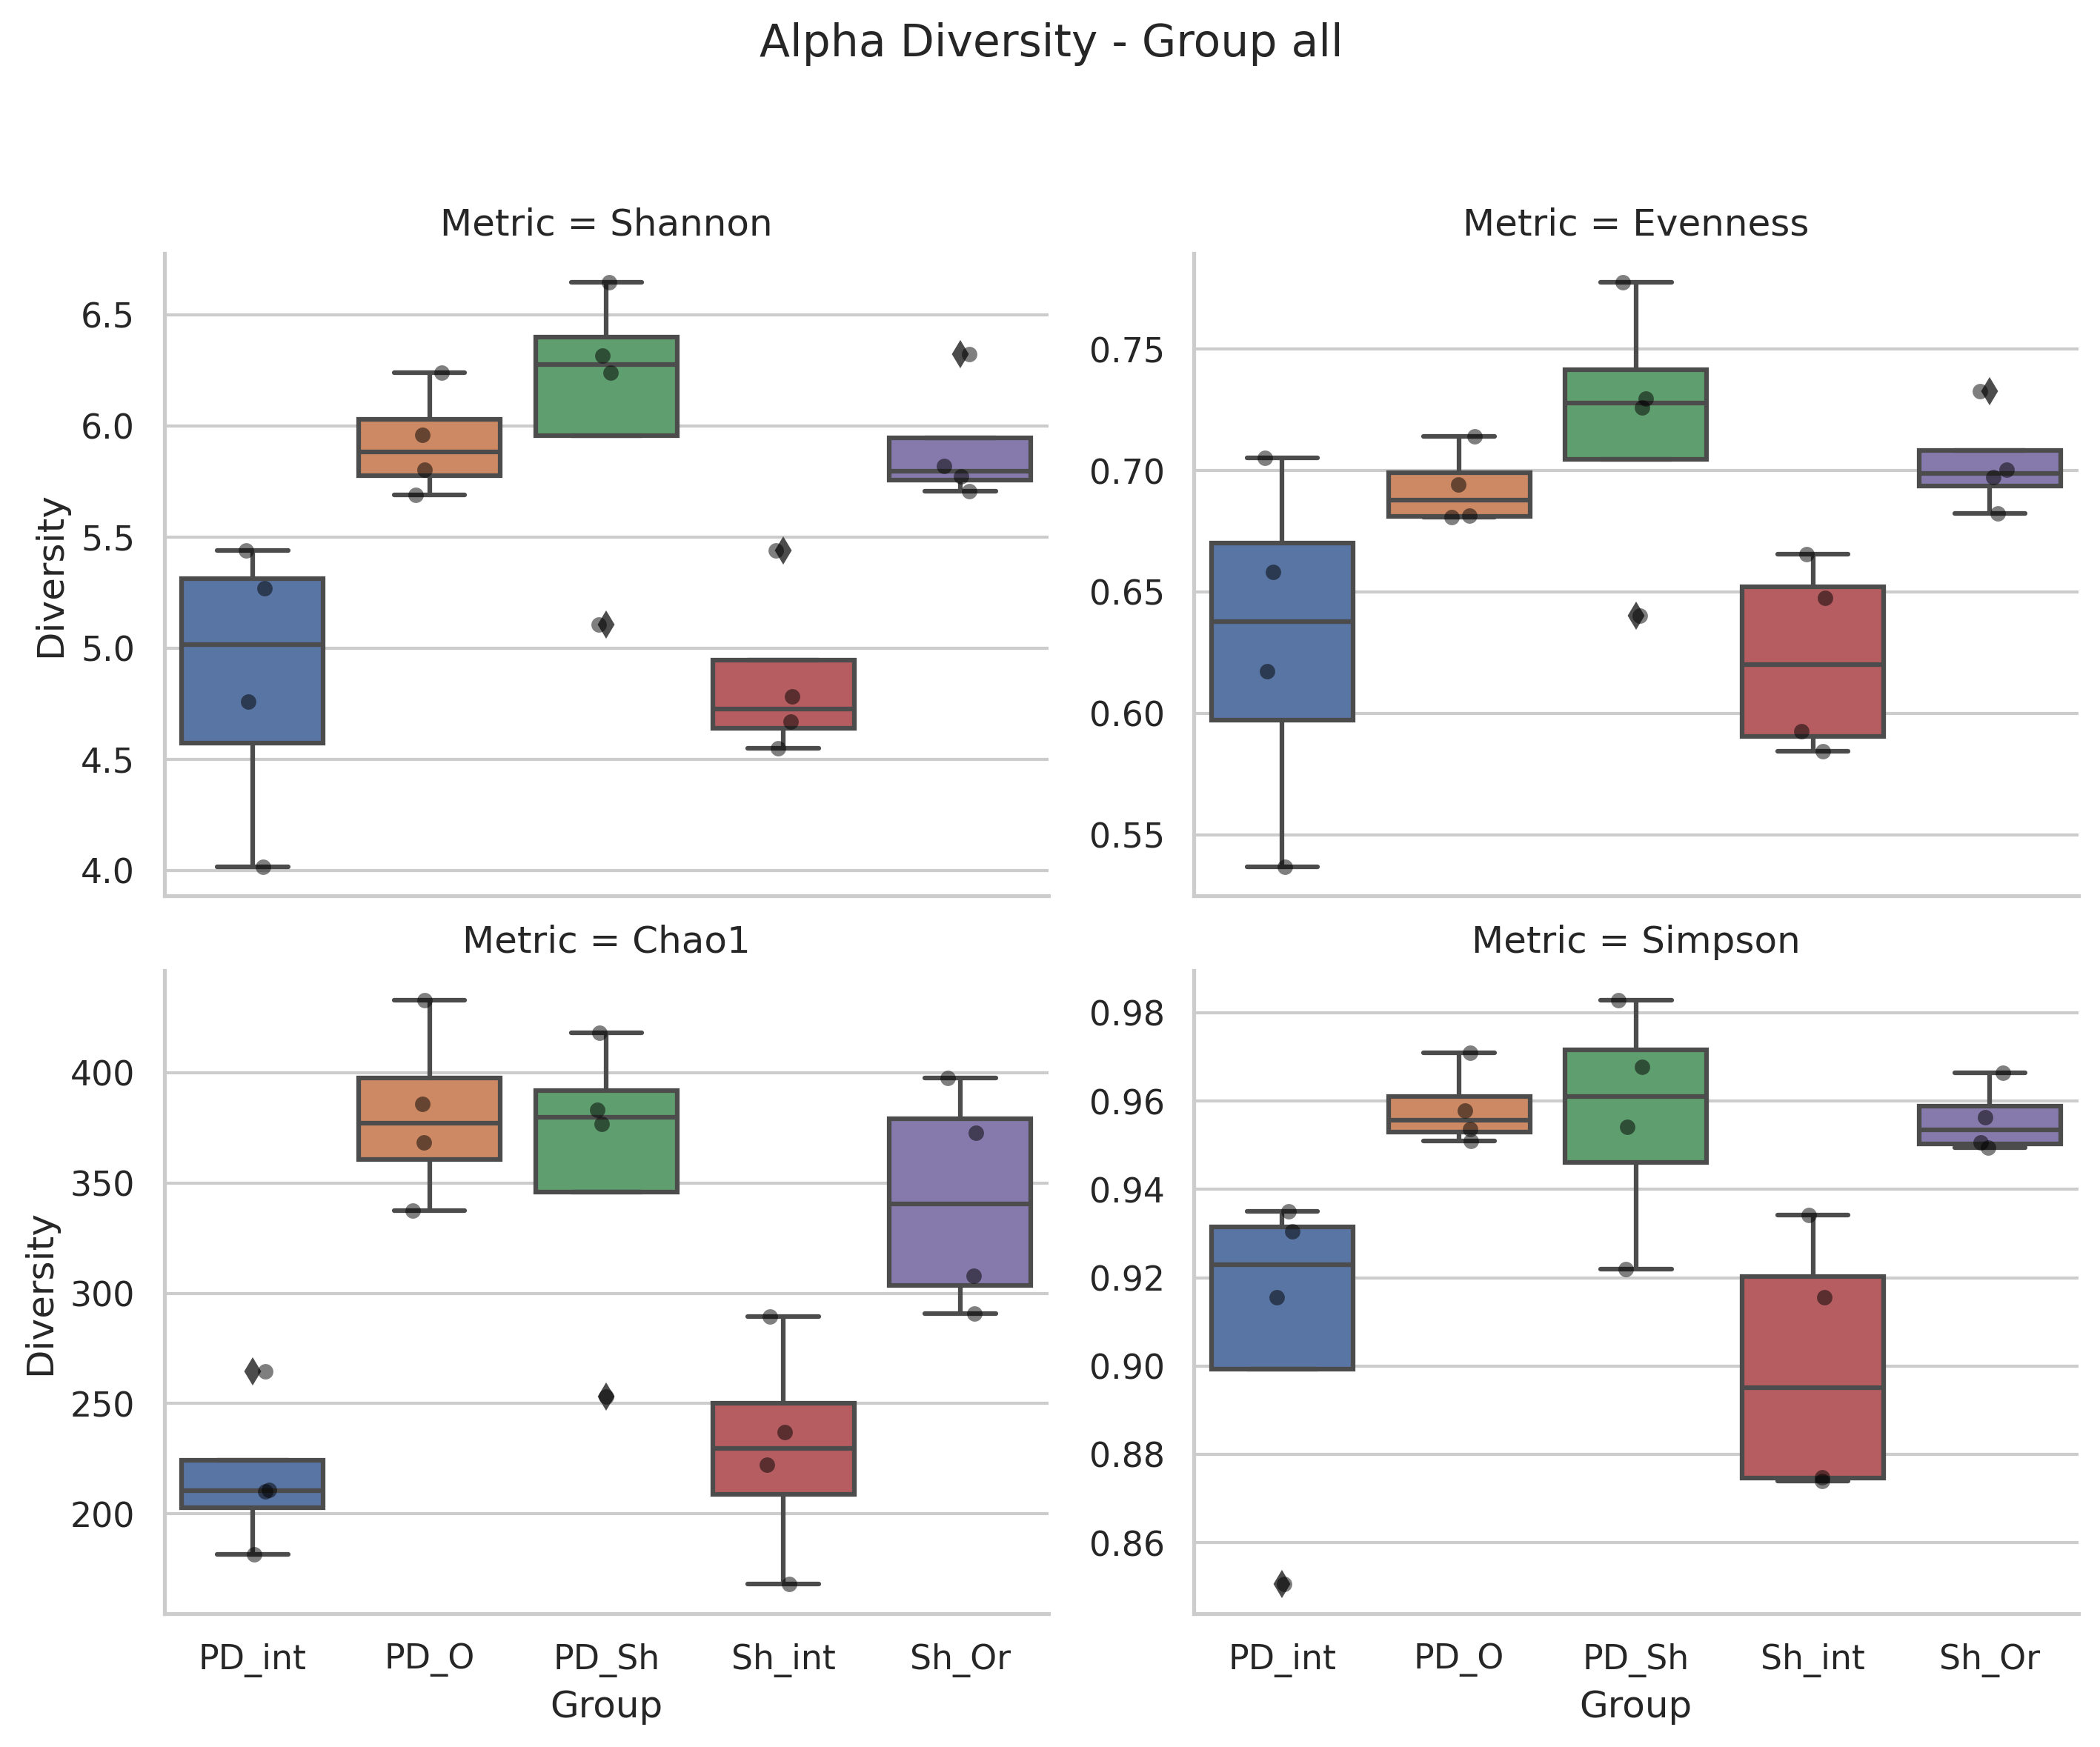 Alpha Diversity - Group all
Metric = Shannon
Diversity
6.5
6.0
5.5
5.0
4.5
4.0
Metric = Evenness
0.75
0.70
0.65
0.60
0.55
Metric = Chao1
Diversity
400
350
300
250
200
PD_int PD_O PD_Sh Sh_int Sh_Or
Group
Metric = Simpson
0.98
0.96
0.94
0.92
0.90
0.88
0.86
PD_int PD_O PD_Sh Sh_int Sh_Or
Group